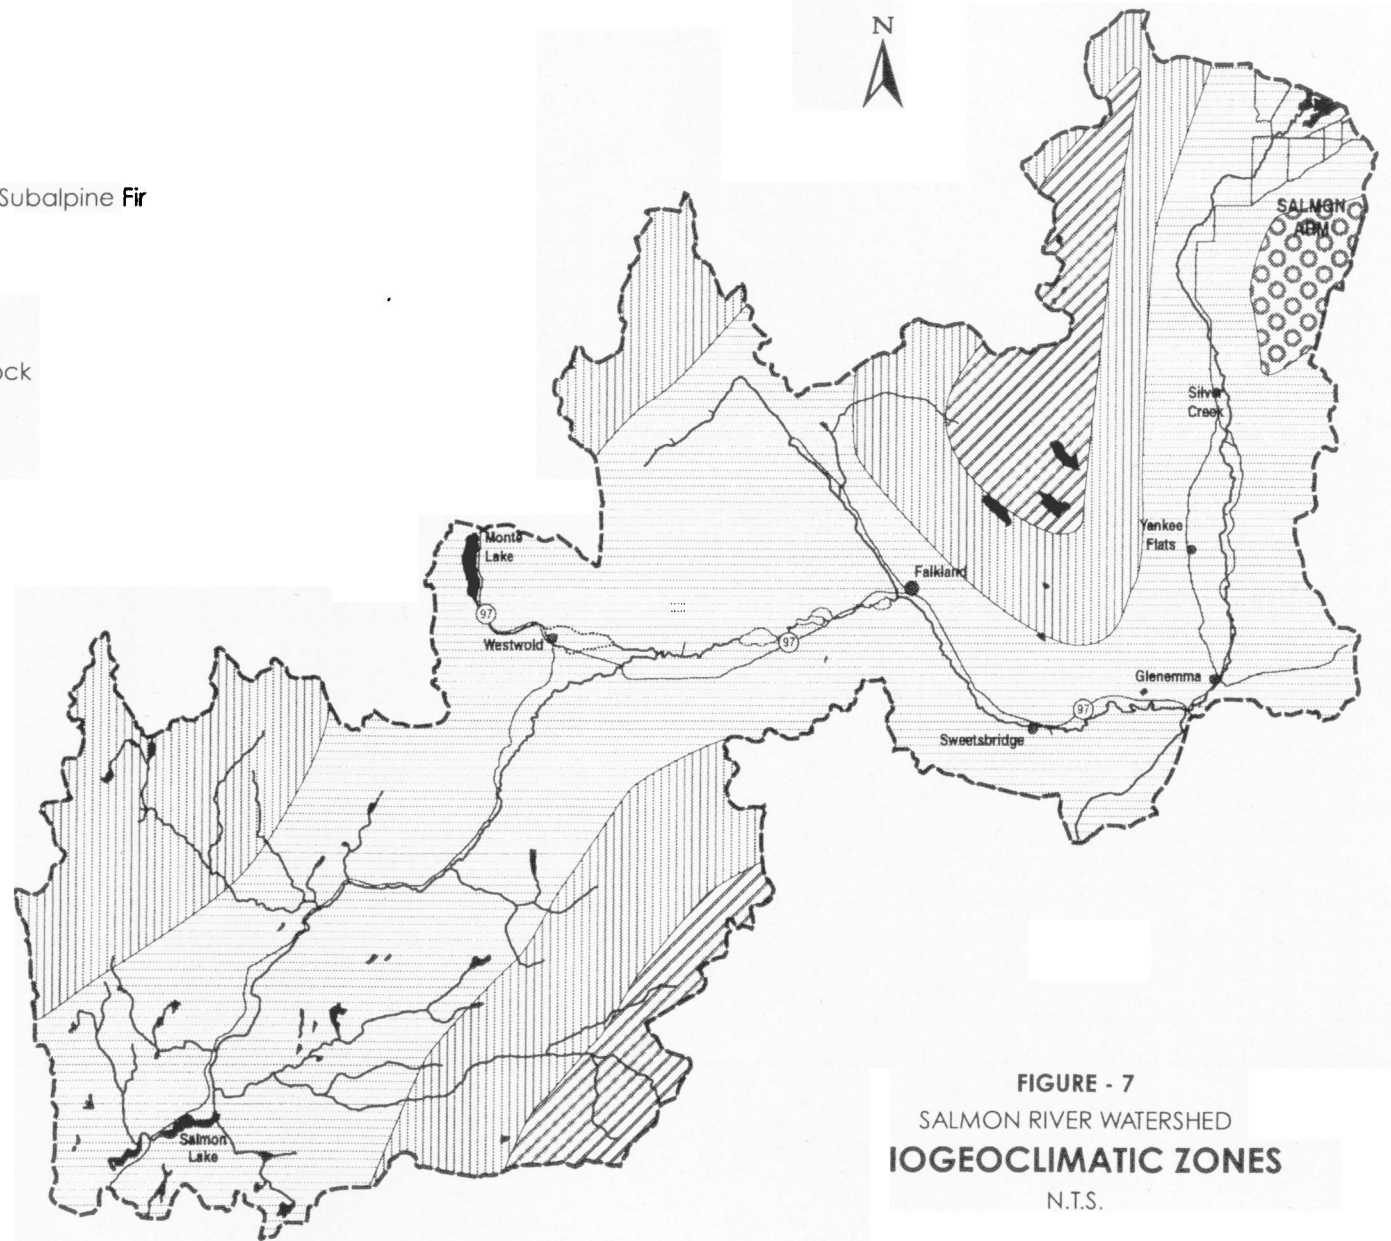 N
Subalpine Fir
SALMON
ARM
ock
Silver
Creek
Monte
Lake
Yankee
Flats
Falkland
97
Westwold
97
Glenemma
97
Sweetsbridge
FIGURE - 7
SALMON RIVER WATERSHED
IOGEOCLIMATIC ZONES
N.T.S.
Salmon
Lake